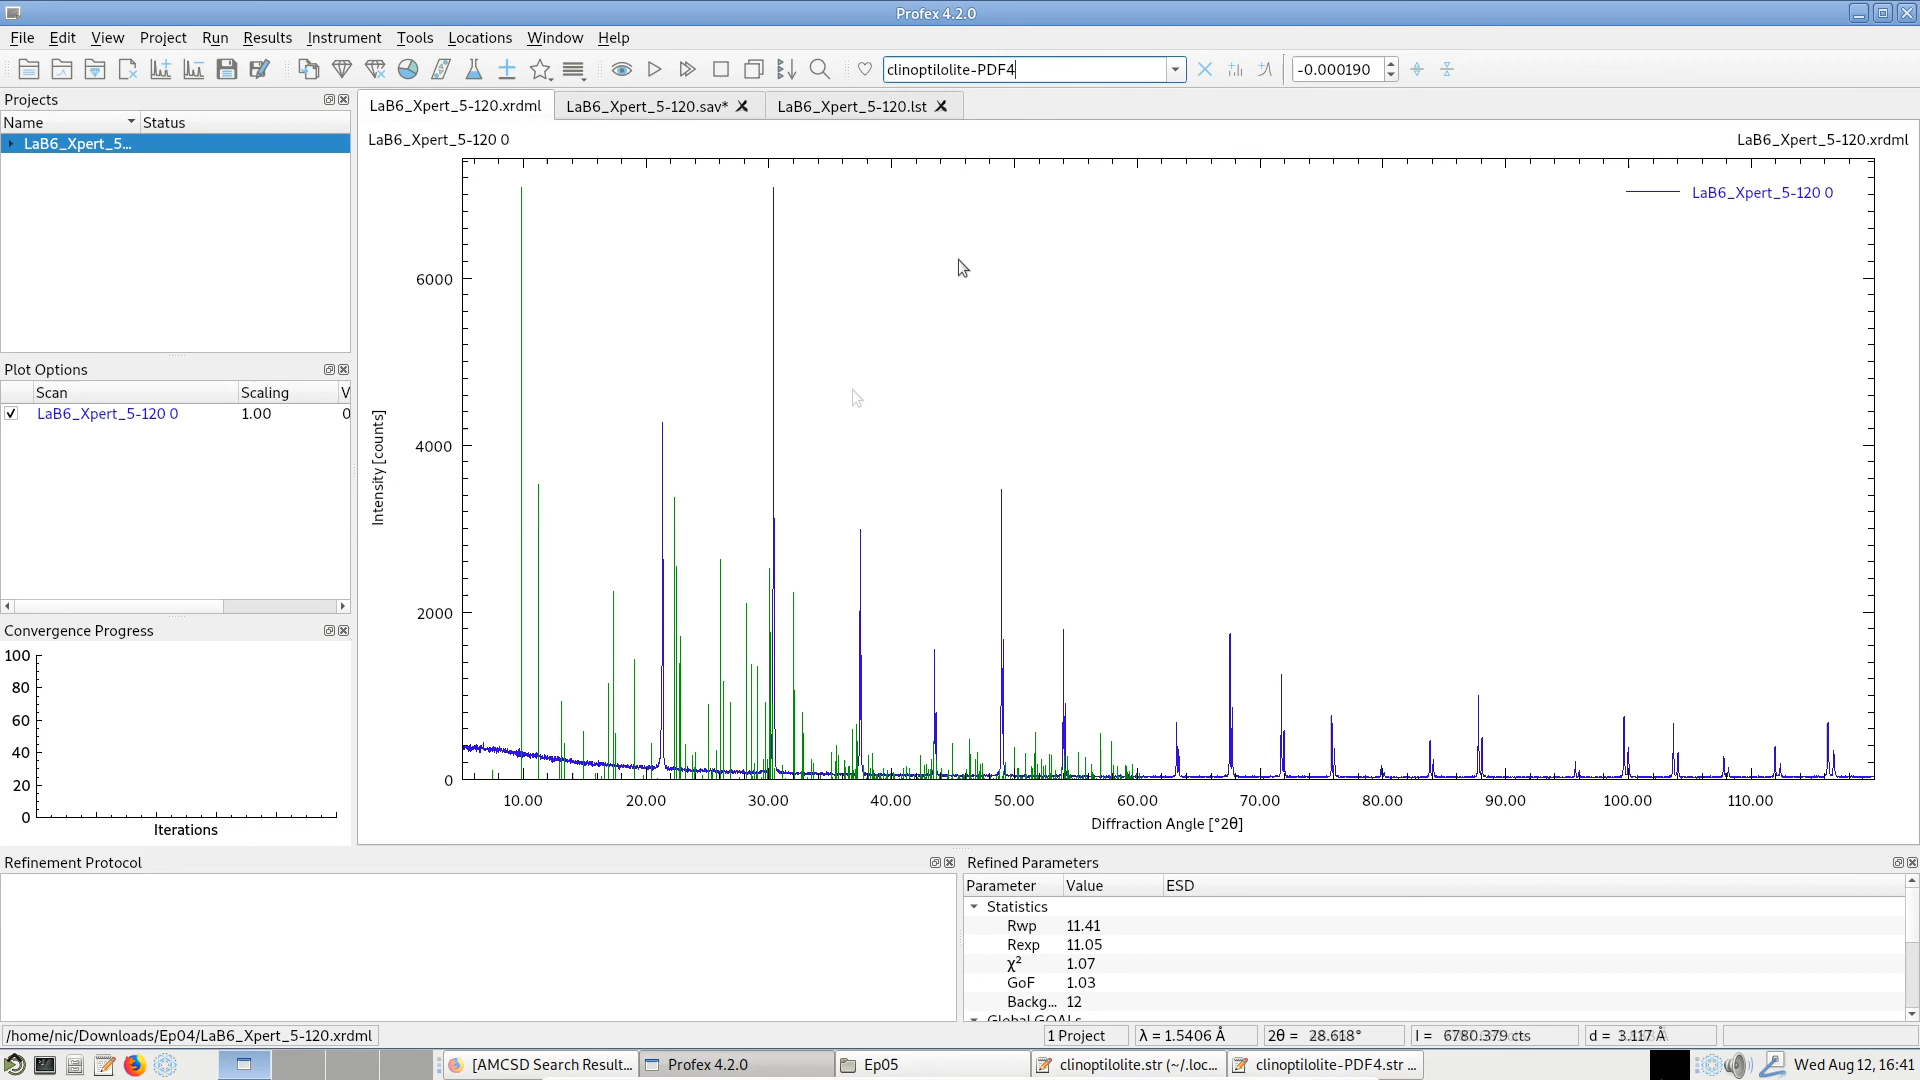 Profex 4.2.0
File Edit View Project Run Results Instrument Tools Locations Window Help
clinoptilolite-PDF4
-0.000190
Projects
Name Status
LaB6_Xpert_5...
LaB6_Xpert_5-120.xrdml
LaB6_Xpert_5-120.sav*
LaB6_Xpert_5-120.lst
LaB6_Xpert_5-120 0
LaB6_Xpert_5-120.xrdml
LaB6_Xpert_5-120 0
6000
4000
2000
0
Intensity [counts]
10.00 20.00 30.00 40.00 50.00 60.00 70.00 80.00 90.00 100.00 110.00
Diffraction Angle [°2θ]
Plot Options
Scan Scaling V
LaB6_Xpert_5-120 0 1.00 0
Convergence Progress
100
80
60
40
20
0
Iterations
Refinement Protocol
Refined Parameters
Parameter Value ESD
Statistics
Rwp 11.41
Rexp 11.05
χ² 1.07
GoF 1.03
Backg... 12
Global GOALs
/home/nic/Downloads/Ep04/LaB6_Xpert_5-120.xrdml
1 Project
λ = 1.5406 Å
2θ = 28.618°
I = 6780.379 cts
d = 3.117 Å
[AMCSD Search Result...
Profex 4.2.0
Ep05
clinoptilolite.str (~/.loc...
clinoptilolite-PDF4.str ...
Wed Aug 12, 16:41